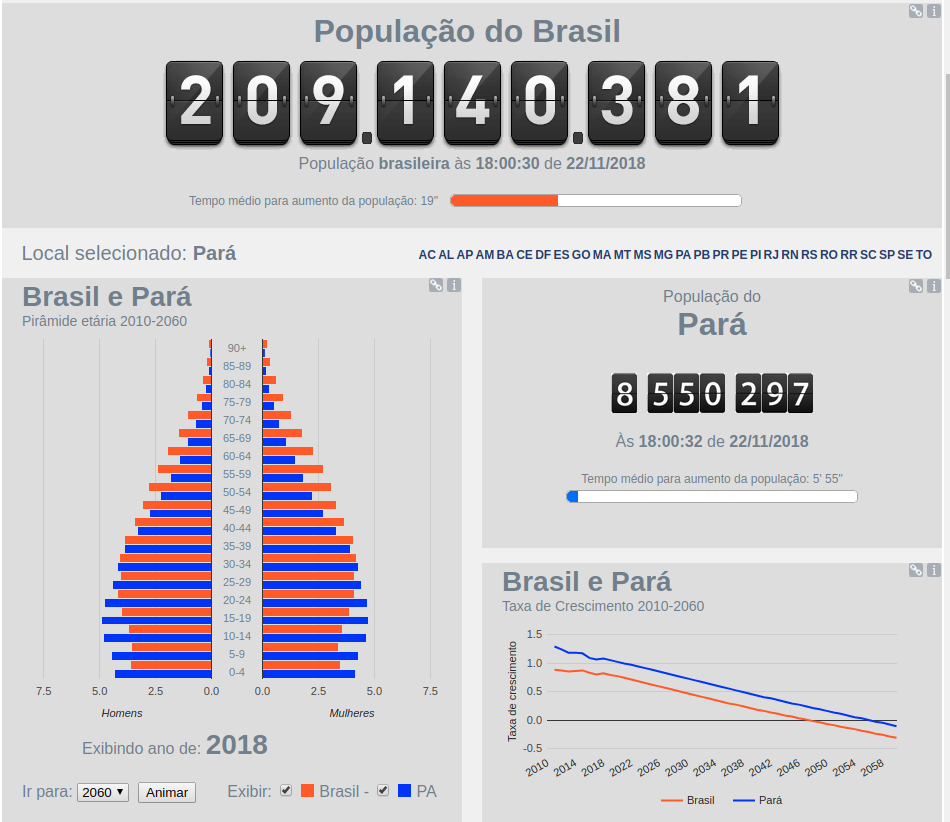 População do Brasil
209.140.381
População brasileira às 18:00:30 de 22/11/2018
Tempo médio para aumento da população: 19"
Local selecionado: Pará
AC AL AP AM BA CE DF ES GO MA MT MS MG PA PB PR PE PI RJ RN RS RO RR SC SP SE TO
Brasil e Pará
Pirâmide etária 2010-2060
90+
85-89
80-84
75-79
70-74
65-69
60-64
55-59
50-54
45-49
40-44
35-39
30-34
25-29
20-24
15-19
10-14
5-9
0-4
7.5 5.0 2.5 0.0 0.0 2.5 5.0 7.5
Homens Mulheres
Exibindo ano de: 2018
Ir para: 2060 Animar Exibir: Brasil - PA
População do
Pará
8 550 297
Às 18:00:32 de 22/11/2018
Tempo médio para aumento da população: 5' 55"
Brasil e Pará
Taxa de Crescimento 2010-2060
Taxa de crescimento
1.5
1.0
0.5
0.0
-0.5
2010 2014 2018 2022 2026 2030 2034 2038 2042 2046 2050 2054 2058
Brasil Pará